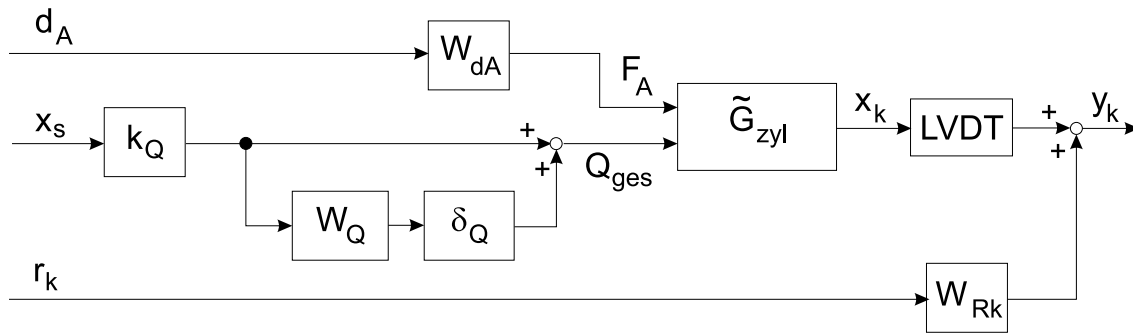 d_A
W_dA
F_A
x_s
k_Q
+
+
Q_ges
G̃_zyl
x_k
LVDT
+
+
y_k
W_Q
δ_Q
r_k
W_Rk